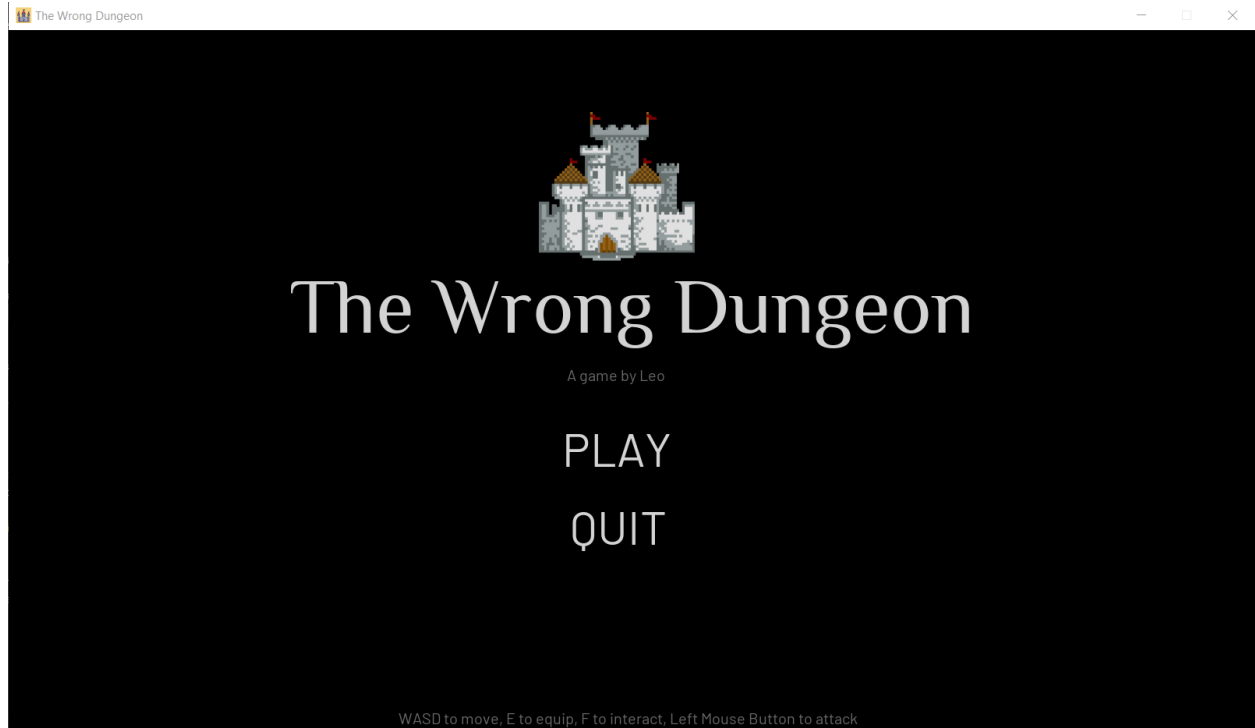 The Wrong Dungeon
The Wrong Dungeon
A game by Leo
PLAY
QUIT
WASD to move, E to equip, F to interact, Left Mouse Button to attack